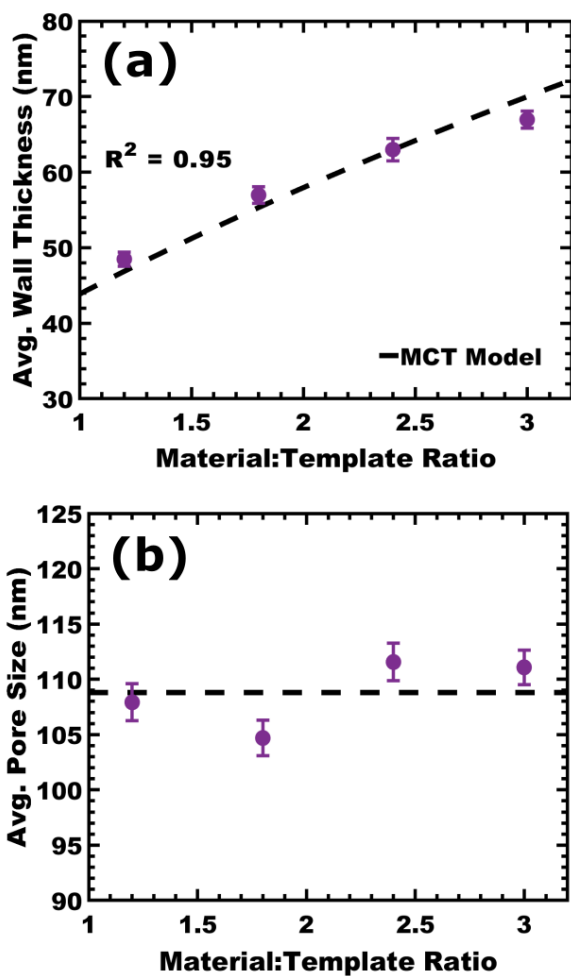 (a)
Avg. Wall Thickness (nm)
80
70
60
50
40
30
R² = 0.95
MCT Model
1 1.5 2 2.5 3
Material:Template Ratio
(b)
Avg. Pore Size (nm)
125
120
115
110
105
100
95
90
1 1.5 2 2.5 3
Material:Template Ratio